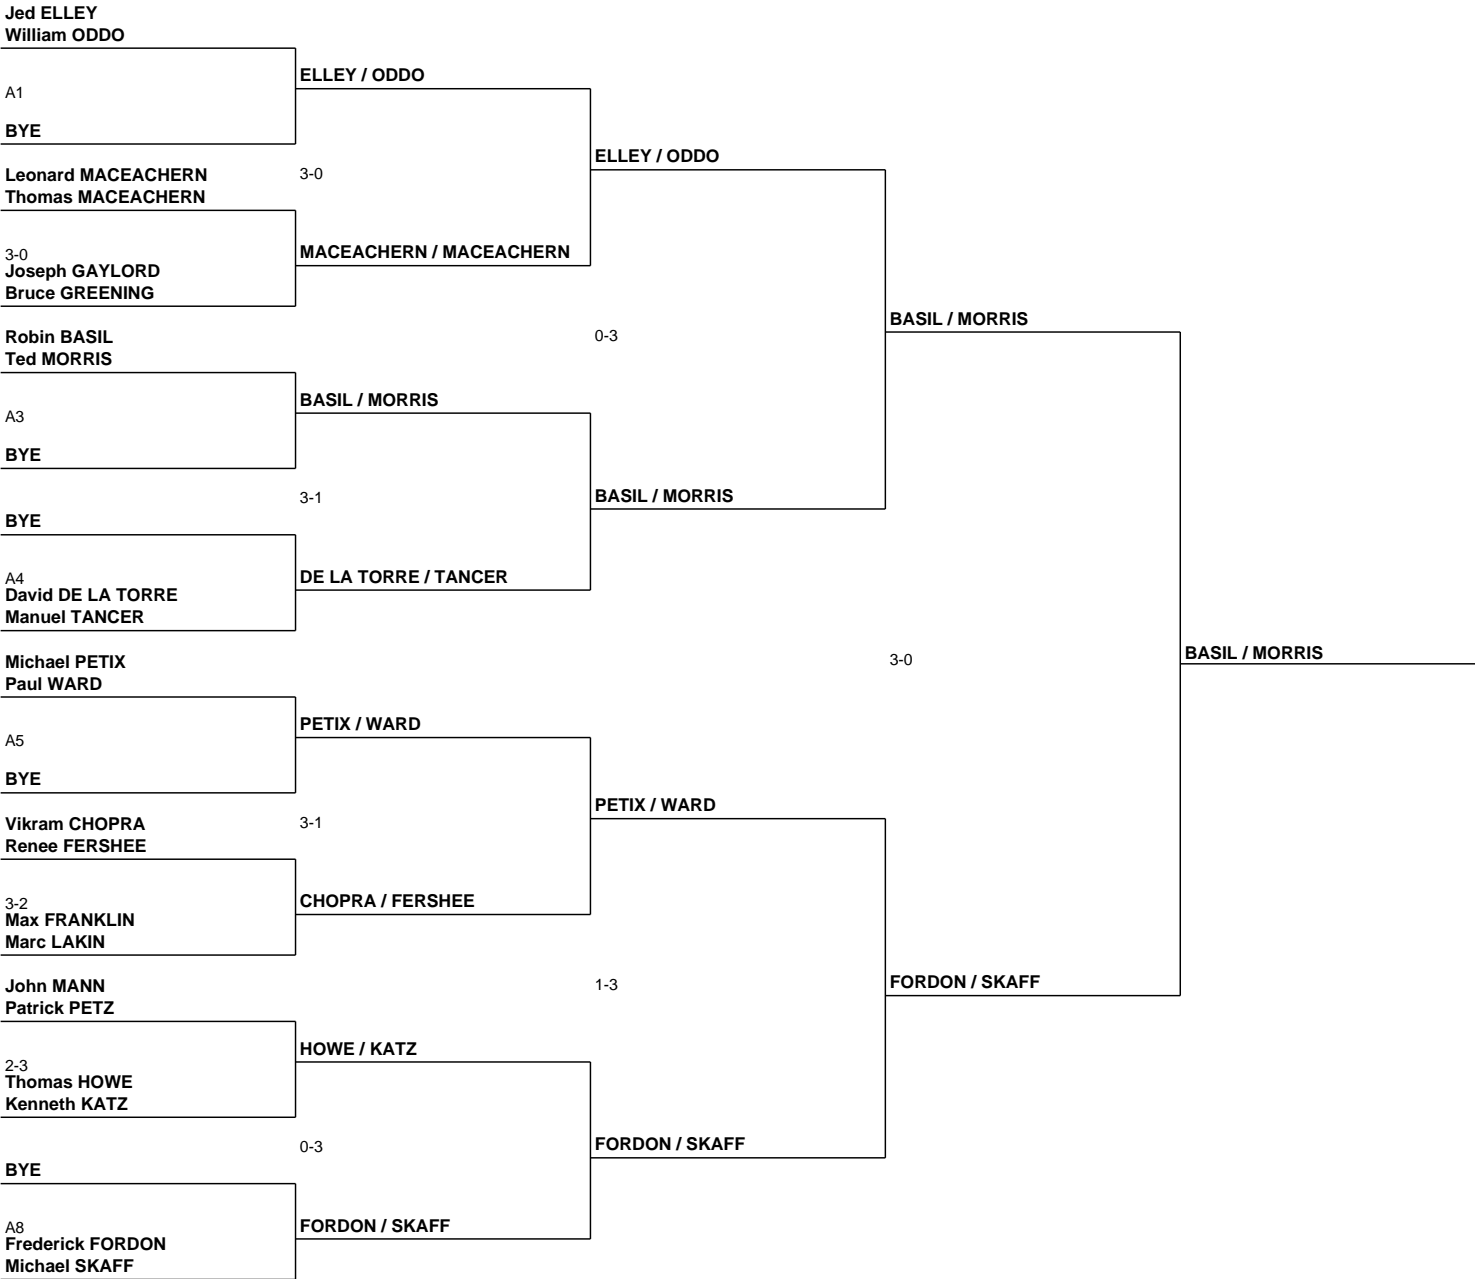 Jed ELLEY
William ODDO
A1
BYE
Leonard MACEACHERN
Thomas MACEACHERN
3-0
Joseph GAYLORD
Bruce GREENING
Robin BASIL
Ted MORRIS
A3
BYE
BYE
A4
David DE LA TORRE
Manuel TANCER
Michael PETIX
Paul WARD
A5
BYE
Vikram CHOPRA
Renee FERSHEE
3-2
Max FRANKLIN
Marc LAKIN
John MANN
Patrick PETZ
2-3
Thomas HOWE
Kenneth KATZ
BYE
A8
Frederick FORDON
Michael SKAFF
ELLEY / ODDO
3-0
MACEACHERN / MACEACHERN
BASIL / MORRIS
3-1
DE LA TORRE / TANCER
PETIX / WARD
3-1
CHOPRA / FERSHEE
HOWE / KATZ
0-3
FORDON / SKAFF
ELLEY / ODDO
0-3
BASIL / MORRIS
PETIX / WARD
1-3
FORDON / SKAFF
BASIL / MORRIS
3-0
FORDON / SKAFF
BASIL / MORRIS